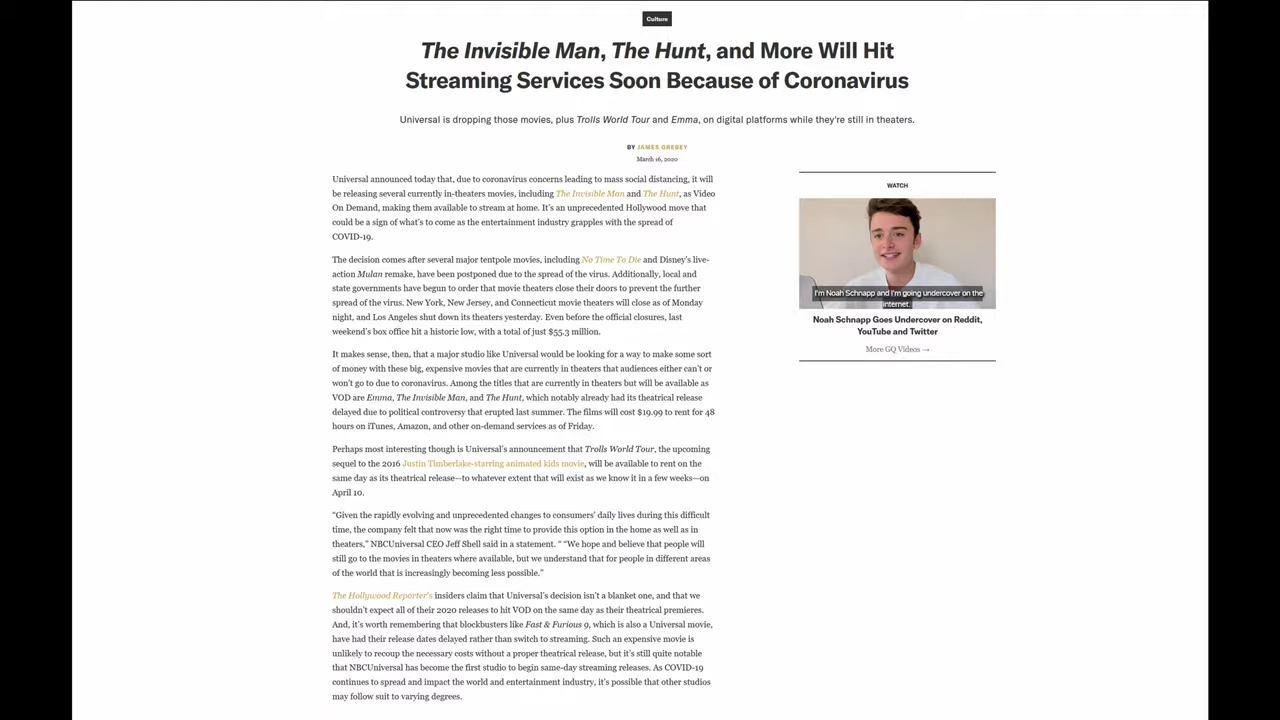 Culture
The Invisible Man, The Hunt, and More Will Hit
Streaming Services Soon Because of Coronavirus
Universal is dropping those movies, plus Trolls World Tour and Emma, on digital platforms while they're still in theaters.
BY JAMES GREBEY
March 16, 2020
Universal announced today that, due to coronavirus concerns leading to mass social distancing, it will
be releasing several currently in-theaters movies, including The Invisible Man and The Hunt, as Video
On Demand, making them available to stream at home. It's an unprecedented Hollywood move that
could be a sign of what's to come as the entertainment industry grapples with the spread of
COVID-19.
The decision comes after several major tentpole movies, including No Time To Die and Disney's live-
action Mulan remake, have been postponed due to the spread of the virus. Additionally, local and
state governments have begun to order that movie theaters close their doors to prevent the further
spread of the virus. New York, New Jersey, and Connecticut movie theaters will close as of Monday
night, and Los Angeles shut down its theaters yesterday. Even before the official closures, last
weekend's box office hit a historic low, with a total of just $55.3 million.
It makes sense, then, that a major studio like Universal would be looking for a way to make some sort
of money with these big, expensive movies that are currently in theaters that audiences either can't or
won't go to due to coronavirus. Among the titles that are currently in theaters but will be available as
VOD are Emma, The Invisible Man, and The Hunt, which notably already had its theatrical release
delayed due to political controversy that erupted last summer. The films will cost $19.99 to rent for 48
hours on iTunes, Amazon, and other on-demand services as of Friday.
Perhaps most interesting though is Universal's announcement that Trolls World Tour, the upcoming
sequel to the 2016 Justin Timberlake-starring animated kids movie, will be available to rent on the
same day as its theatrical release—to whatever extent that will exist as we know it in a few weeks—on
April 10.
"Given the rapidly evolving and unprecedented changes to consumers' daily lives during this difficult
time, the company felt that now was the right time to provide this option in the home as well as in
theaters," NBCUniversal CEO Jeff Shell said in a statement. " "We hope and believe that people will
still go to the movies in theaters where available, but we understand that for people in different areas
of the world that is increasingly becoming less possible."
The Hollywood Reporter's insiders claim that Universal's decision isn't a blanket one, and that we
shouldn't expect all of their 2020 releases to hit VOD on the same day as their theatrical premieres.
And, it's worth remembering that blockbusters like Fast & Furious 9, which is also a Universal movie,
have had their release dates delayed rather than switch to streaming. Such an expensive movie is
unlikely to recoup the necessary costs without a proper theatrical release, but it's still quite notable
that NBCUniversal has become the first studio to begin same-day streaming releases. As COVID-19
continues to spread and impact the world and entertainment industry, it's possible that other studios
may follow suit to varying degrees.
WATCH
I'm Noah Schnapp and I'm going undercover on the
internet.
Noah Schnapp Goes Undercover on Reddit,
YouTube and Twitter
More GQ Videos →